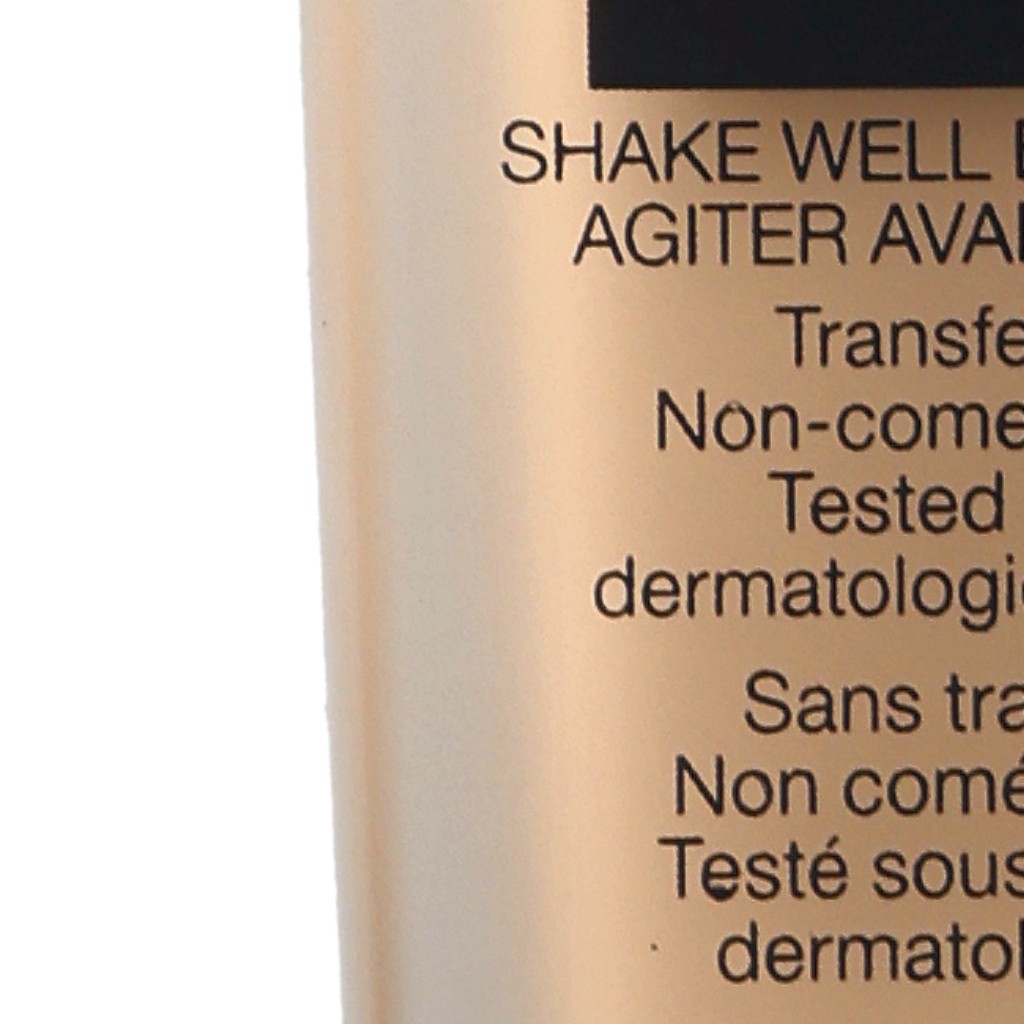 SHAKE WELL
AGITER AVA
Transfe
Non-come
Tested
dermatologi
Sans tra
Non comé
Testé sous
dermatol